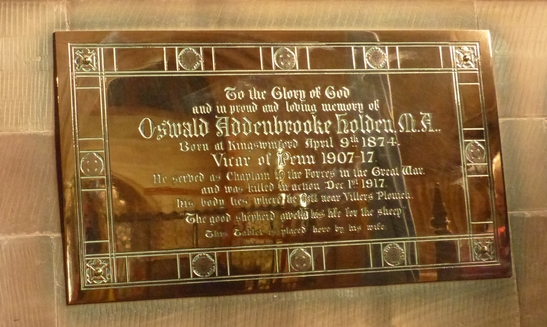 To the Glory of God
and in proud and loving memory of
Oswald Addenbrooke Holden, M.A.,
Born at Kingswinford April 9th 1874.
Vicar of Penn 1907-17.
He served as Chaplain to the Forces in the Great War.
and was killed in action Dec 1st 1917.
his body lies where he fell near Villers Plouich.
The good shepherd giveth his life for the sheep
This Tablet is placed here by his wife.